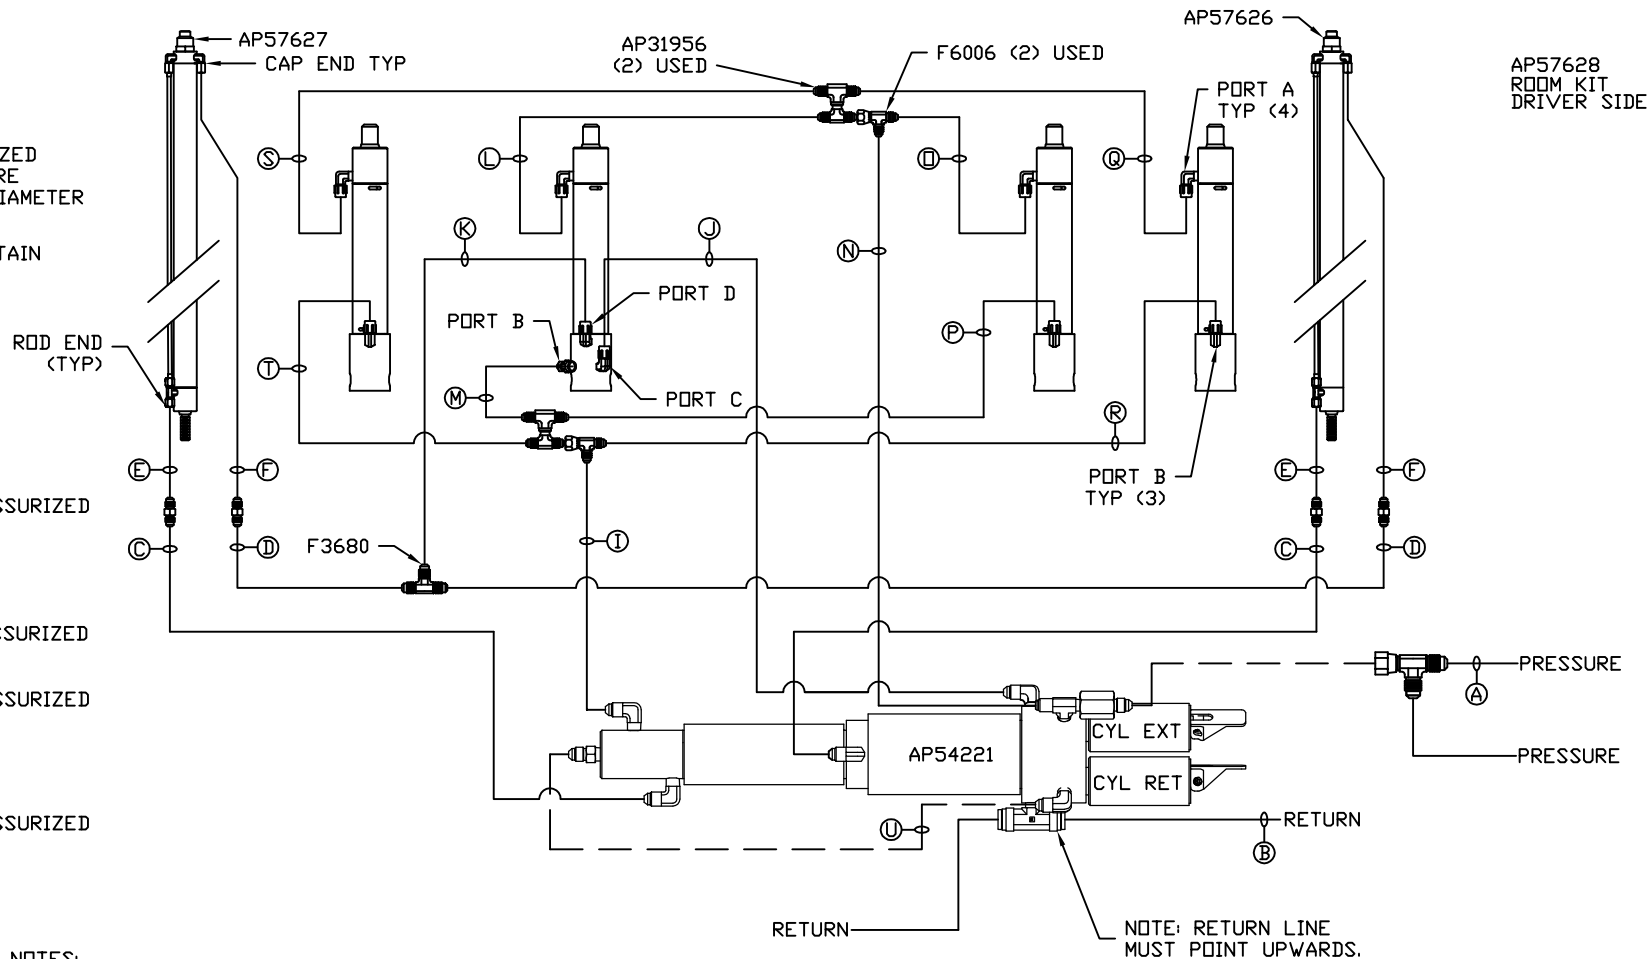 AP57627
CAP END TYP
AP31956
(2) USED
F6006 (2) USED
AP57626
AP57628
ROOM KIT
DRIVER SIDE
PORT A
TYP (4)
ZED
RE
IAMETER
TAIN
S
L
O
Q
K
J
N
PORT D
PORT B
P
ROD END
(TYP)
T
M
PORT C
R
E
F
PORT B
TYP (3)
E
F
SSURIZED
C
D
F3680
I
C
D
SSURIZED
PRESSURE
A
SSURIZED
CYL EXT
AP54221
PRESSURE
CYL RET
SSURIZED
U
RETURN
B
RETURN
NOTE: RETURN LINE
MUST POINT UPWARDS.
NOTES: